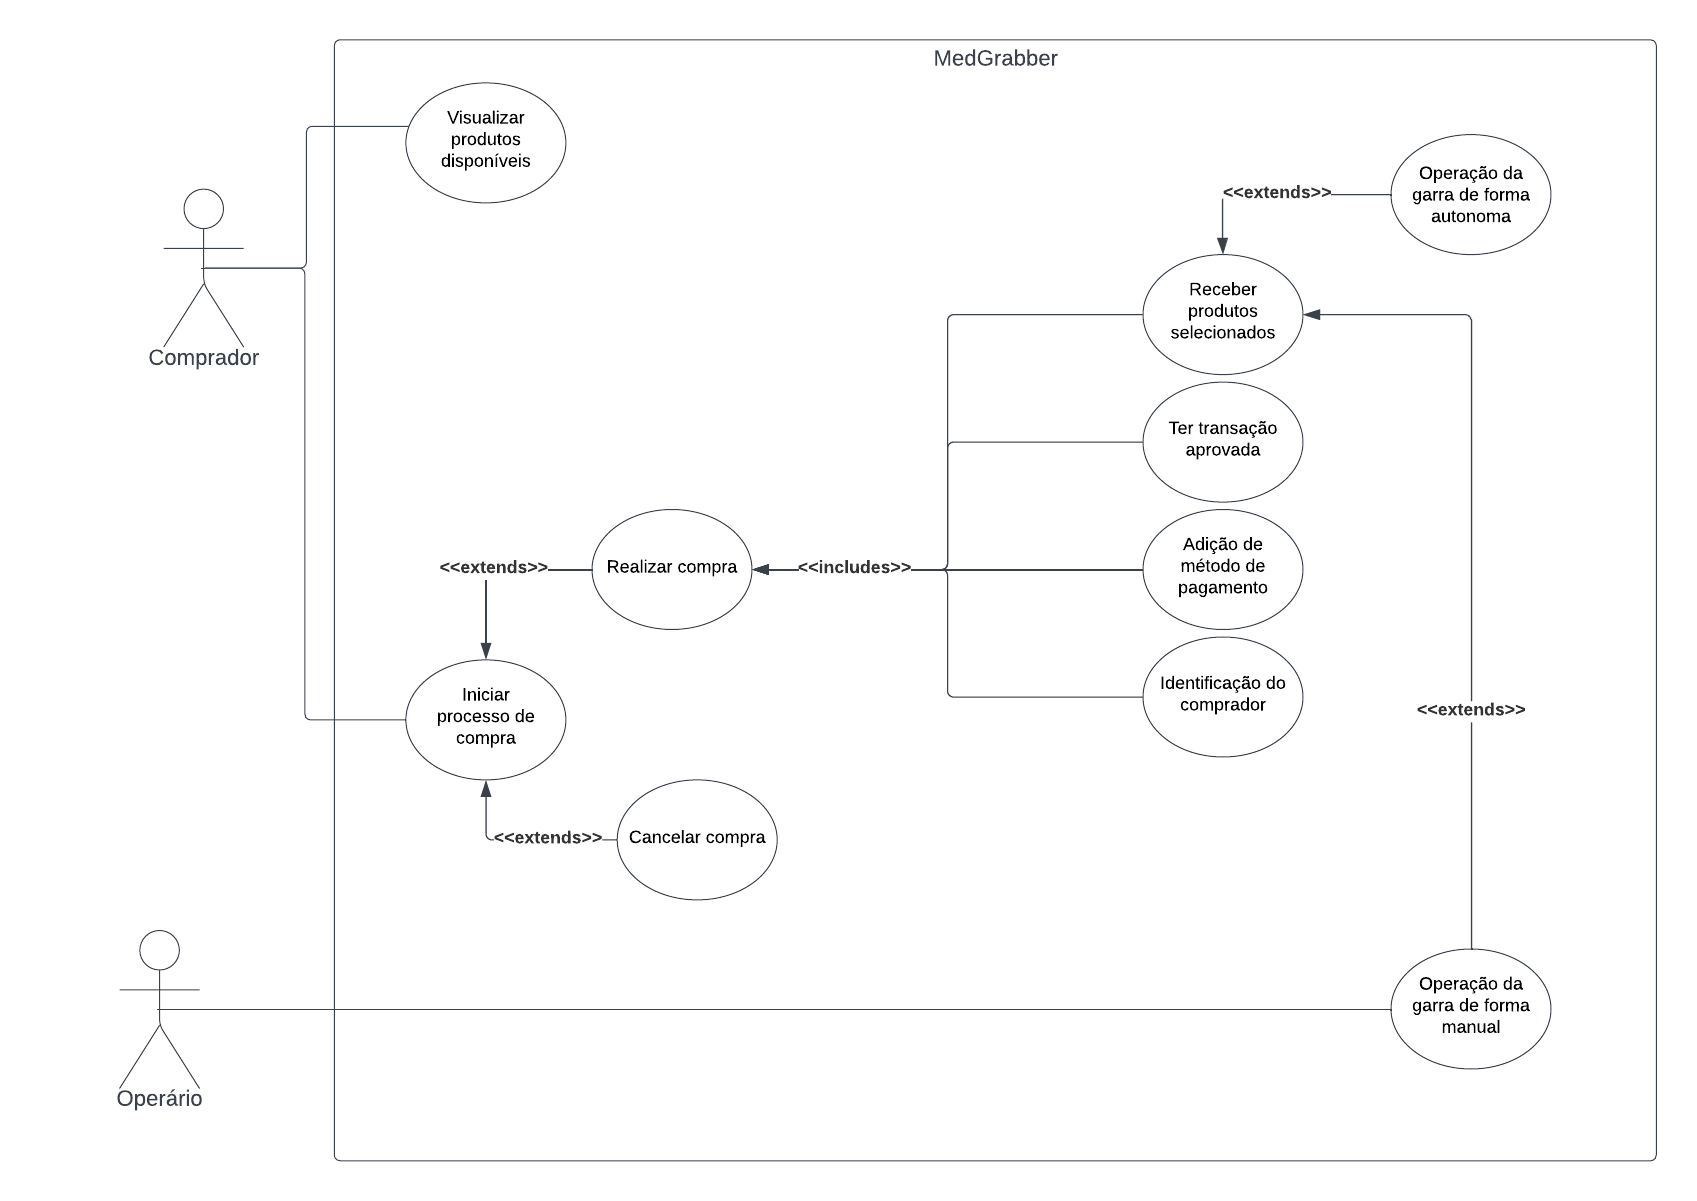 MedGrabber
Visualizar
produtos
disponíveis
Operação da
garra de forma
autonoma
<<extends>>
Receber
produtos
selecionados
Comprador
Ter transação
aprovada
Adição de
método de
pagamento
<<extends>>
Realizar compra
<<includes>>
Identificação do
comprador
Iniciar
processo de
compra
<<extends>>
<<extends>>
Cancelar compra
Operação da
garra de forma
manual
Operário